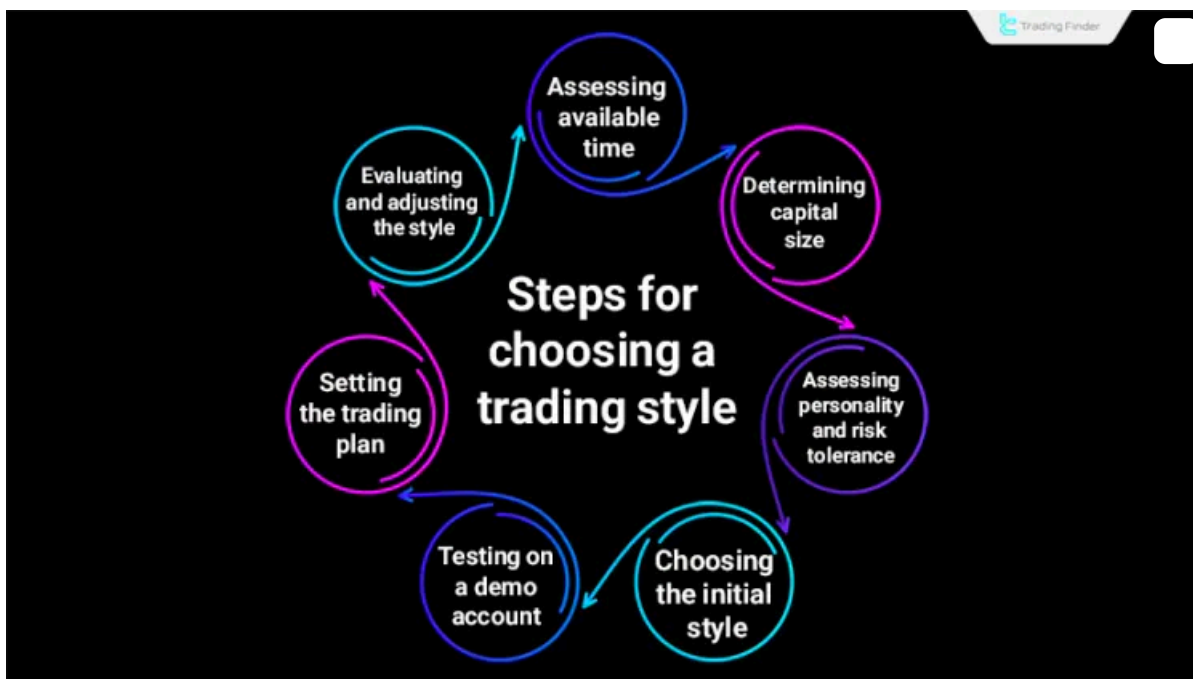 Trading Finder
Assessing
available
time
Determining
capital
size
Assessing
personality
and risk
tolerance
Choosing
the initial
style
Testing on
a demo
account
Setting
the trading
plan
Evaluating
and adjusting
the style
Steps for
choosing a
trading style